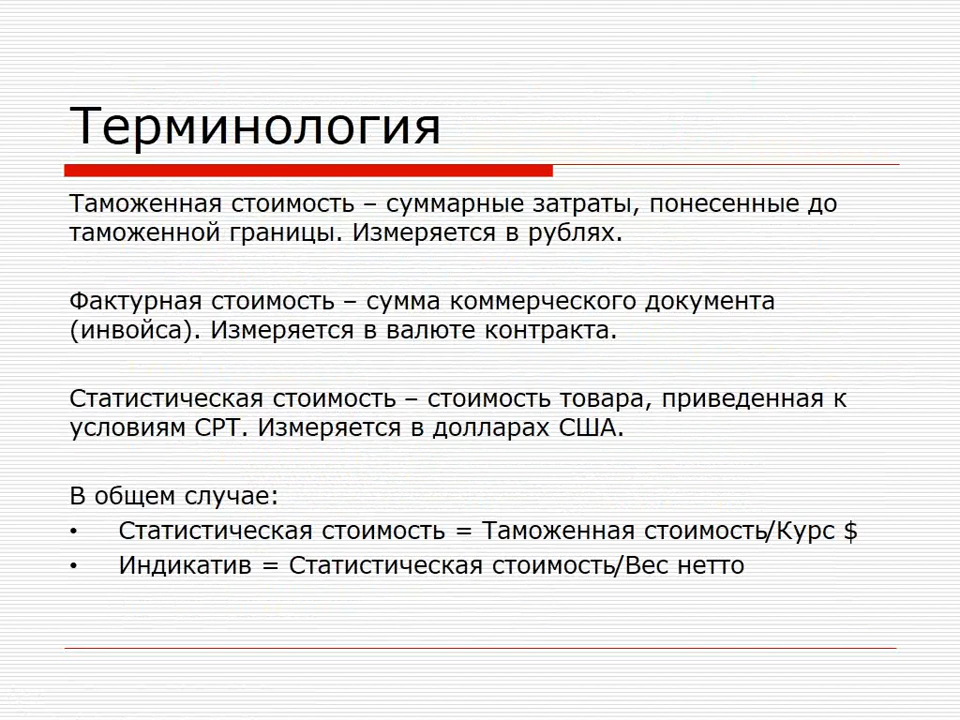 Терминология
Таможенная стоимость – суммарные затраты, понесенные до
таможенной границы. Измеряется в рублях.
Фактурная стоимость – сумма коммерческого документа
(инвойса). Измеряется в валюте контракта.
Статистическая стоимость – стоимость товара, приведенная к
условиям CPT. Измеряется в долларах США.
В общем случае:
• Статистическая стоимость = Таможенная стоимость/Курс $
• Индикатив = Статистическая стоимость/Вес нетто